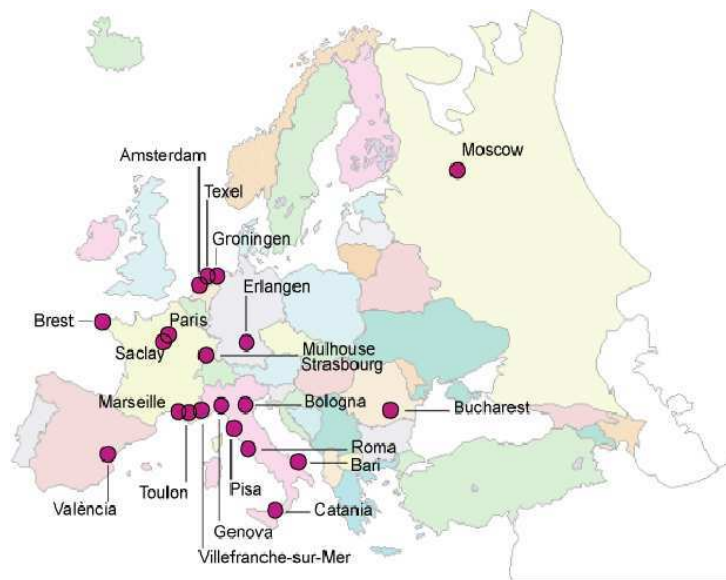 Moscow
Amsterdam
Texel
Groningen
Erlangen
Brest
Paris
Saclay
Mulhouse
Strasbourg
Marseille
Bologna
Bucharest
Roma
Bari
València
Toulon
Pisa
Catania
Genova
Villefranche-sur-Mer